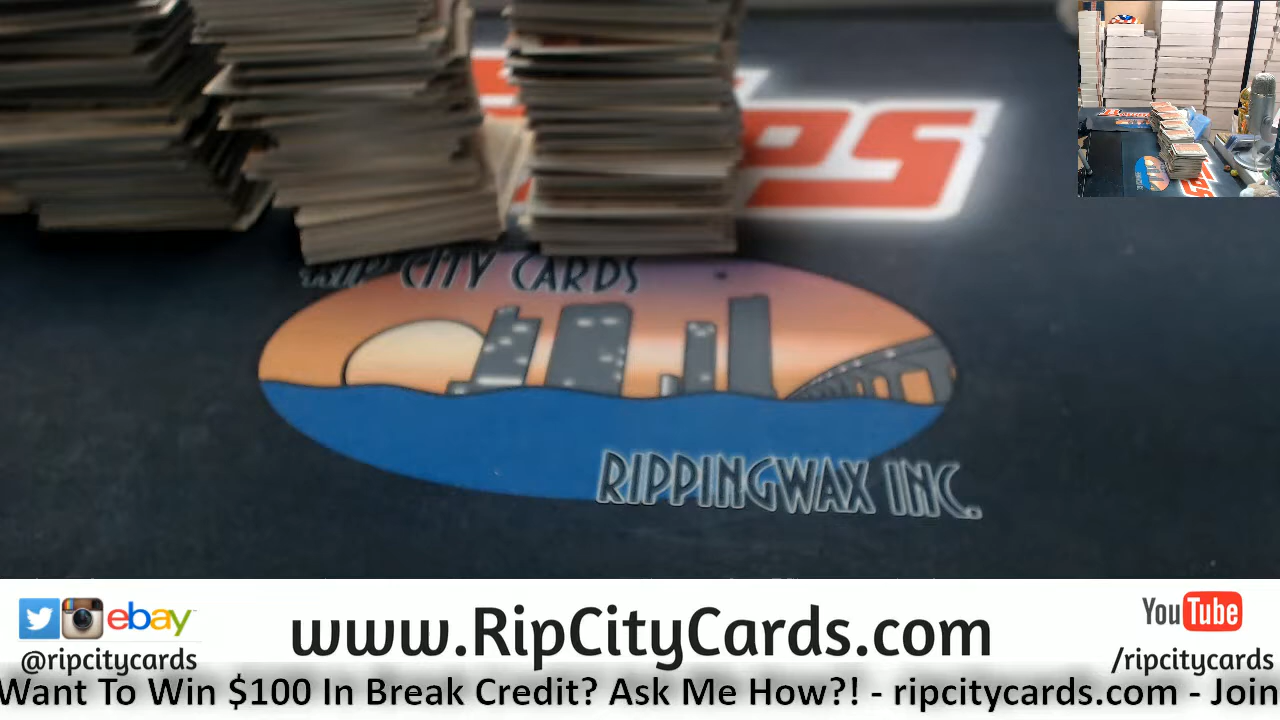 CITY CARDS
RIPPINGWAX INC.
ebay
@ripcitycards
www.RipCityCards.com
YouTube
/ripcitycards
Want To Win $100 In Break Credit? Ask Me How?! - ripcitycards.com - Join